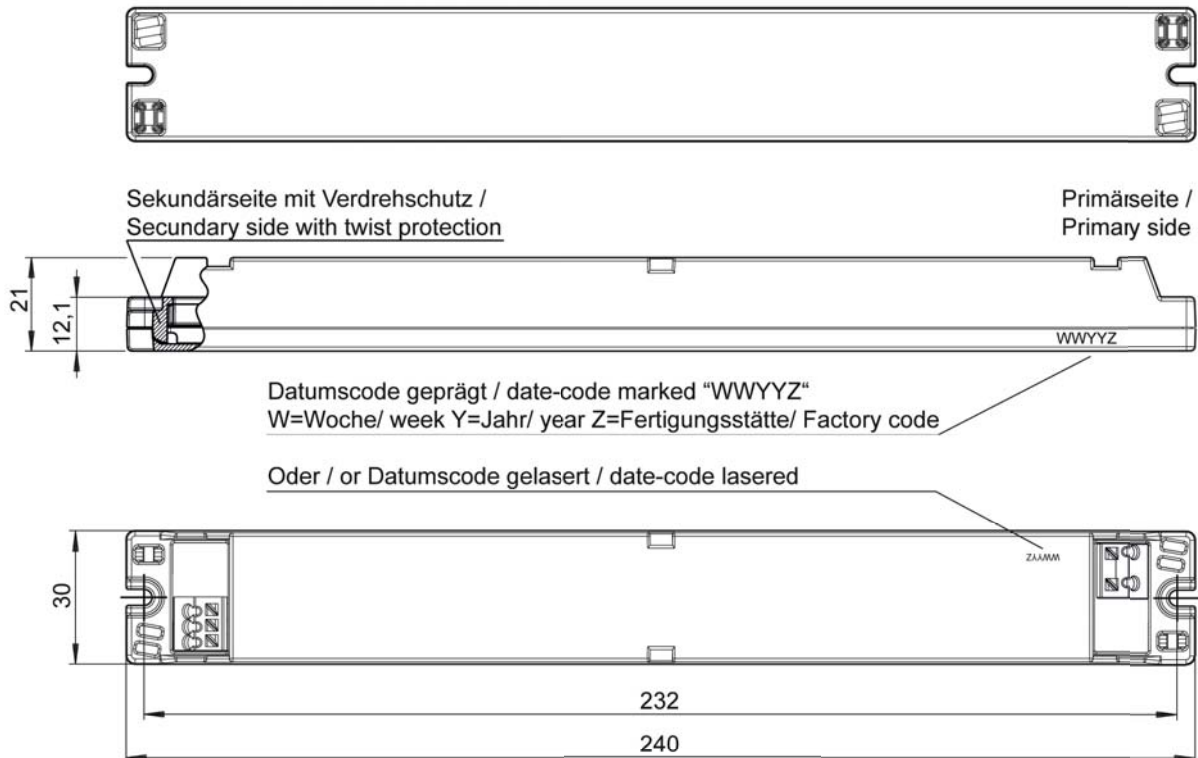 Sekundärseite mit Verdrehschutz /
Secundary side with twist protection
Primärseite /
Primary side
21
12,1
WWYYZ
Datumscode geprägt / date-code marked “WWYYZ“
W=Woche/ week Y=Jahr/ year Z=Fertigungsstätte/ Factory code
Oder / or Datumscode gelasert / date-code lasered
WWYYZ
30
232
240